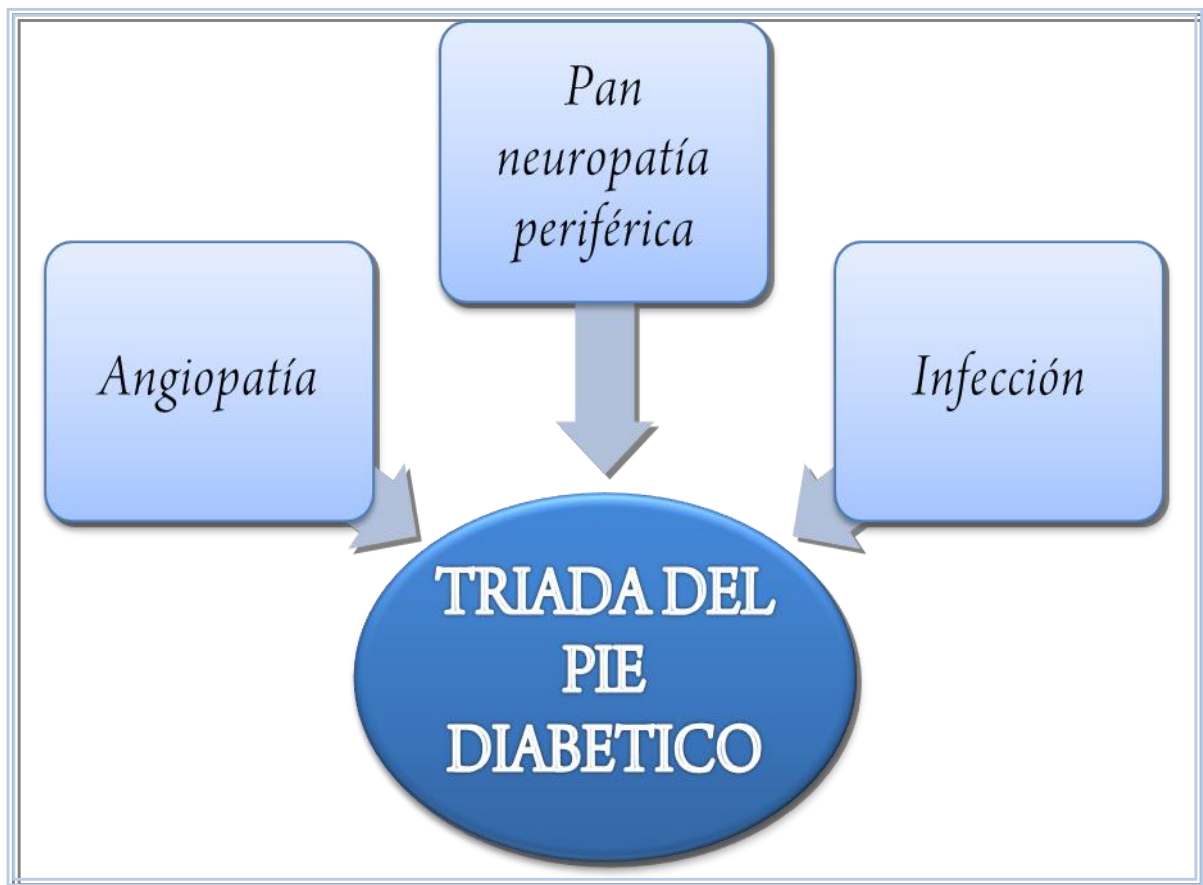 Pan
neuropatía
periférica
Angiopatía
Infección
TRIADA DEL
PIE
DIABETICO